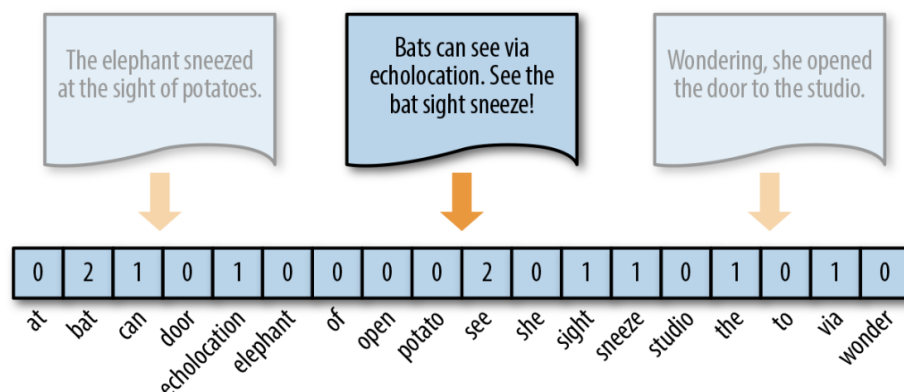 The elephant sneezed
at the sight of potatoes.
Bats can see via
echolocation. See the
bat sight sneeze!
Wondering, she opened
the door to the studio.
0 2 1 0 1 0 0 0 0 2 0 1 1 0 1 0 1 0
at bat can door echolocation elephant of open potato see she sight sneeze studio the to via wonder